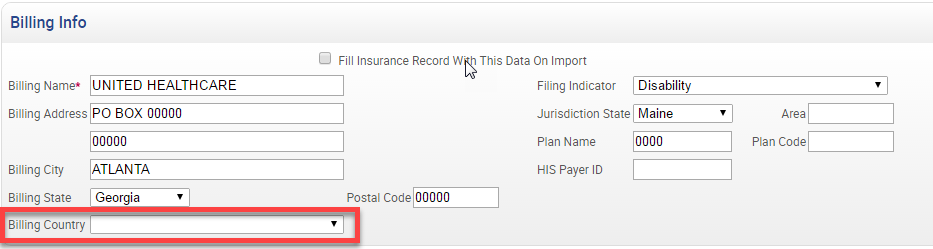 Billing Info
Fill Insurance Record With This Data On Import
Billing Name* UNITED HEALTHCARE Filing Indicator Disability
Billing Address PO BOX 00000 Jurisdiction State Maine Area
00000 Plan Name 0000 Plan Code
Billing City ATLANTA HIS Payer ID
Billing State Georgia Postal Code 00000
Billing Country